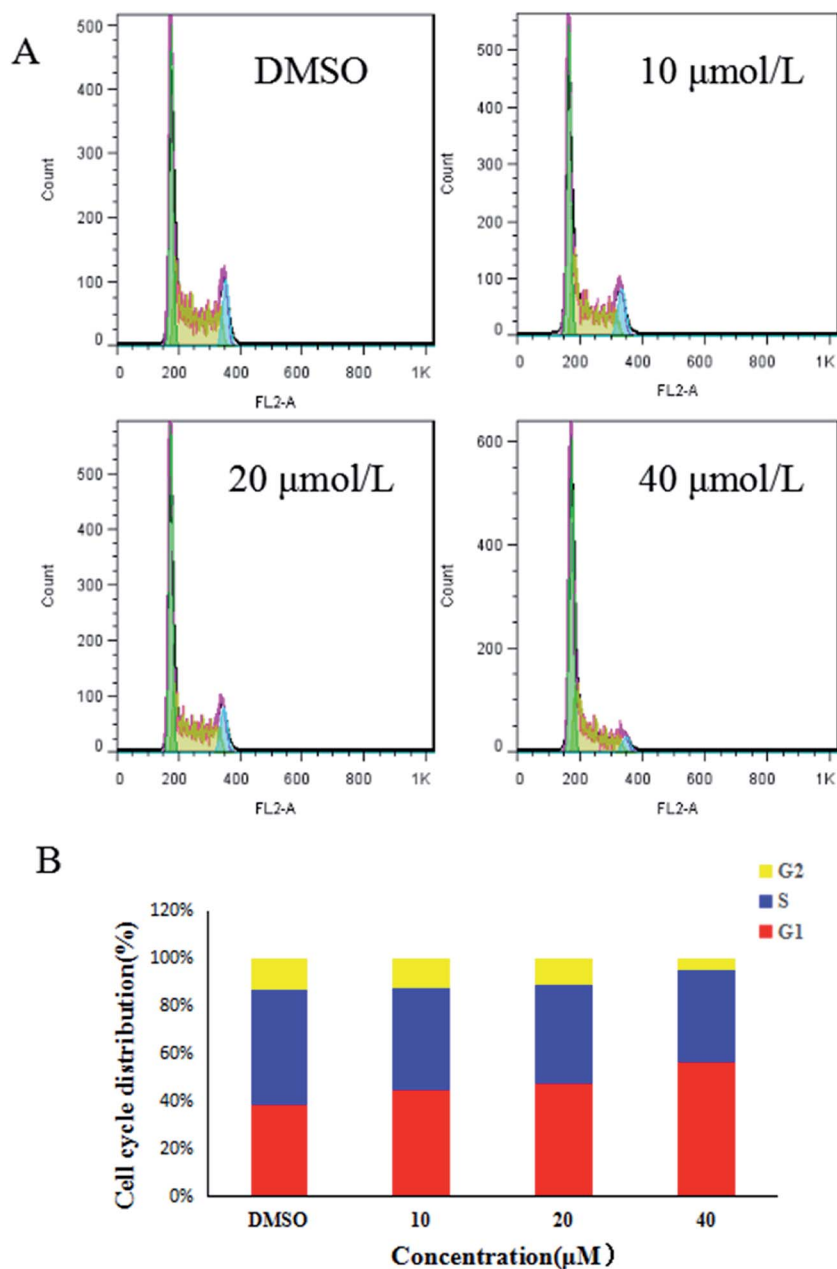 A
DMSO
Count
500
400
300
200
100
0
0 200 400 600 800 1K
FL2-A
10 μmol/L
Count
500
400
300
200
100
0
0 200 400 600 800 1K
FL2-A
20 μmol/L
Count
500
400
300
200
100
0
0 200 400 600 800 1K
FL2-A
40 μmol/L
Count
600
400
200
0
0 200 400 600 800 1K
FL2-A
B
G2
S
G1
Cell cycle distribution(%)
120%
100%
80%
60%
40%
20%
0%
DMSO 10 20 40
Concentration(μM)